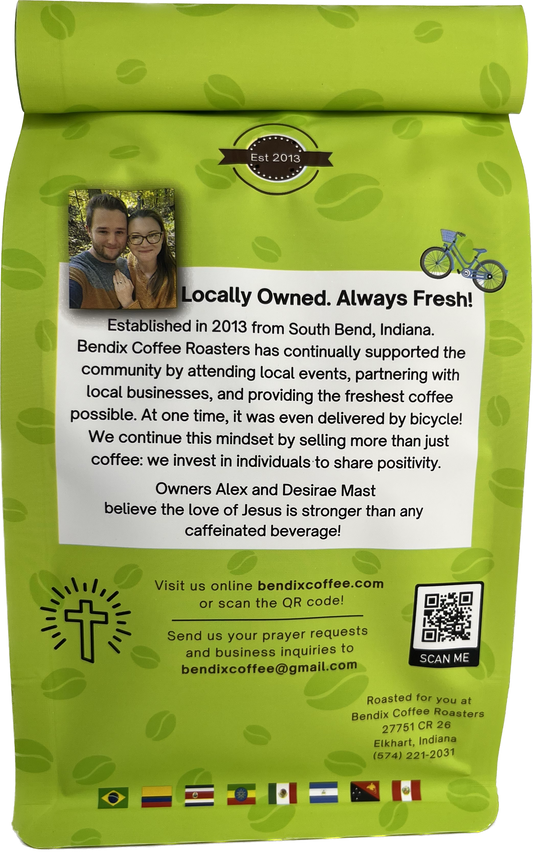 Est 2013
Locally Owned. Always Fresh!
Established in 2013 from South Bend, Indiana.
Bendix Coffee Roasters has continually supported the
community by attending local events, partnering with
local businesses, and providing the freshest coffee
possible. At one time, it was even delivered by bicycle!
We continue this mindset by selling more than just
coffee: we invest in individuals to share positivity.
Owners Alex and Desirae Mast
believe the love of Jesus is stronger than any
caffeinated beverage!
Visit us online bendixcoffee.com
or scan the QR code!
Send us your prayer requests
and business inquiries to
bendixcoffee@gmail.com
SCAN ME
Roasted for you at
Bendix Coffee Roasters
27751 CR 26
Elkhart, Indiana
(574) 221-2031